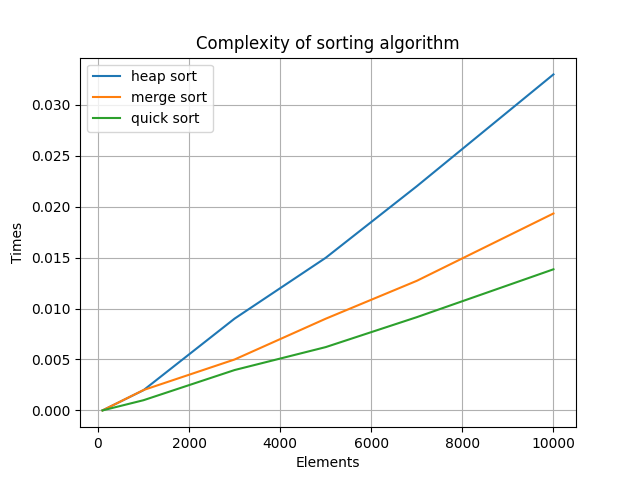 Complexity of sorting algorithm
heap sort
merge sort
quick sort
0.030
0.025
0.020
0.015
0.010
0.005
0.000
Times
0 2000 4000 6000 8000 10000
Elements